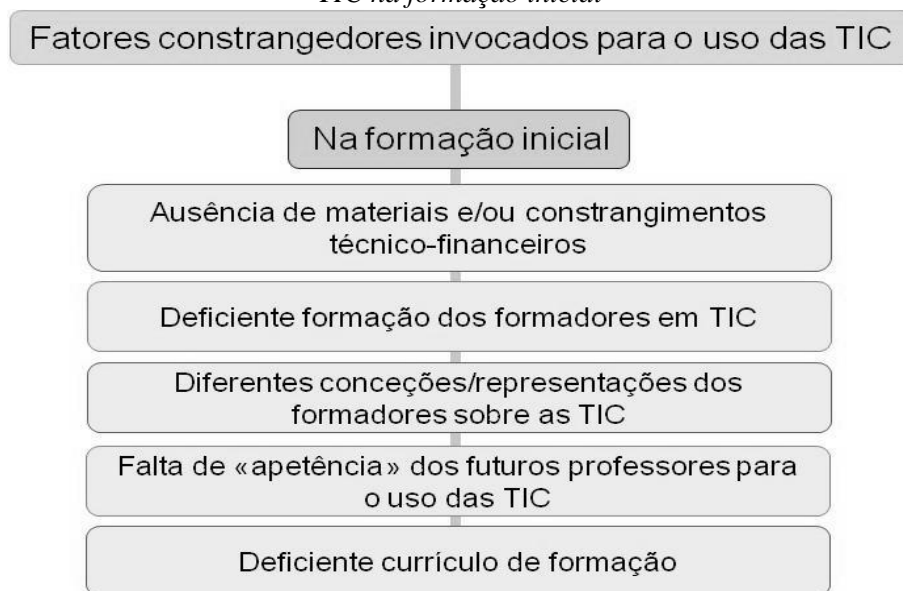 TIC na formação inicial
Fatores constrangedores invocados para o uso das TIC
Na formação inicial
Ausência de materiais e/ou constrangimentos
técnico-financeiros
Deficiente formação dos formadores em TIC
Diferentes conceções/representações dos
formadores sobre as TIC
Falta de «apetência» dos futuros professores para
o uso das TIC
Deficiente currículo de formação